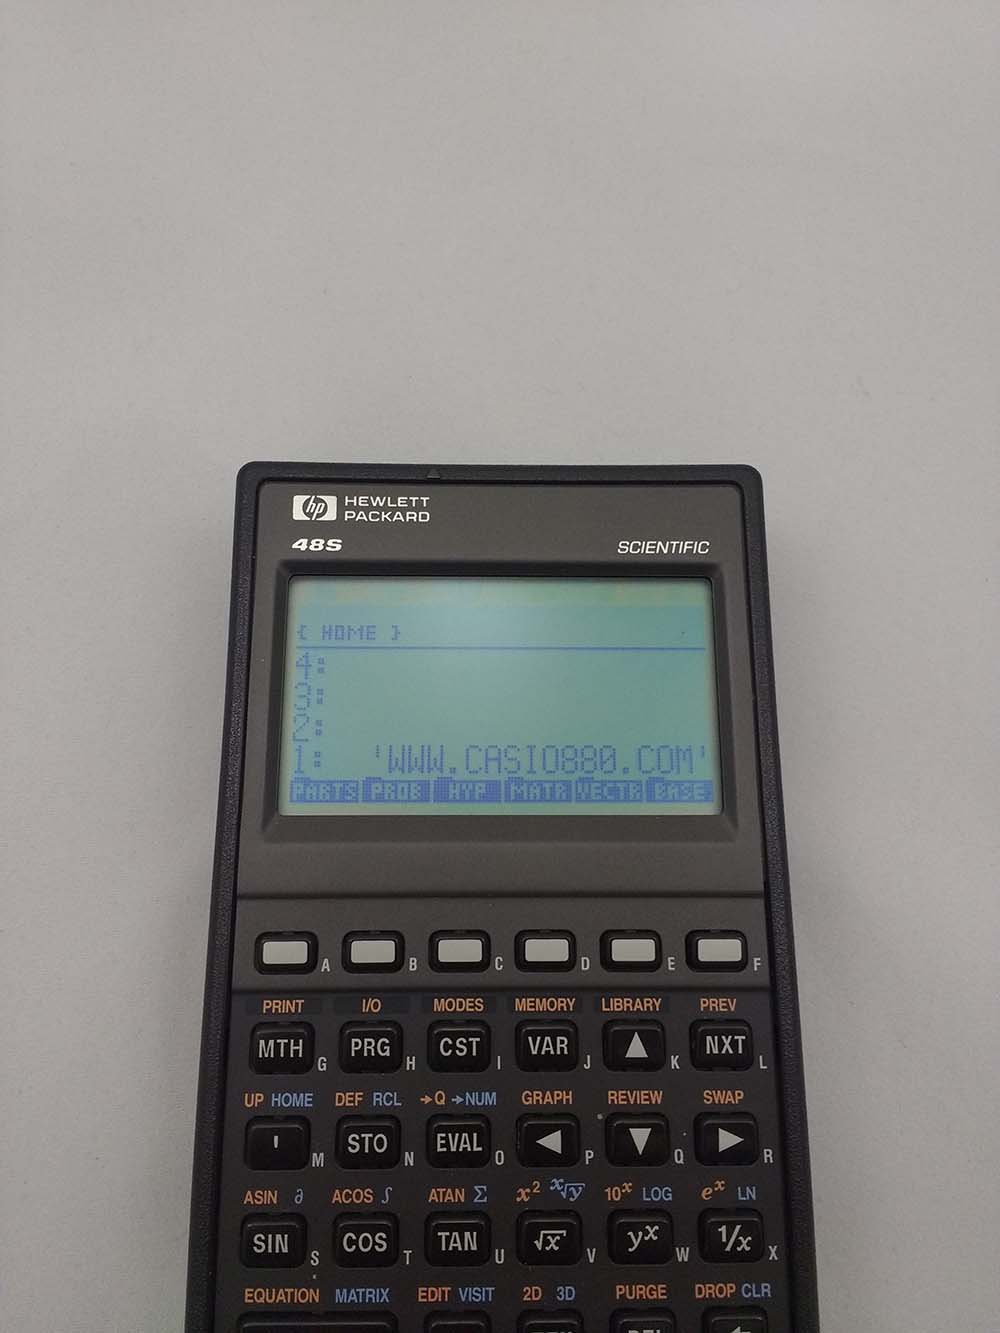 hp HEWLETT
PACKARD
48S SCIENTIFIC
{ HOME }
4:
3:
2:
1: 'WWW.CASIO880.COM'
PARTS PROB HYP MATR VECTR BASE
A B C D E F
PRINT I/O MODES MEMORY LIBRARY PREV
MTH G PRG H CST I VAR J ▲ K NXT L
UP HOME DEF RCL →Q →NUM GRAPH REVIEW SWAP
' M STO N EVAL O ◀ P ▼ Q ▶ R
ASIN ∂ ACOS ∫ ATAN Σ x² ˣ√y 10ˣ LOG eˣ LN
SIN S COS T TAN U √x V yˣ W 1/x X
EQUATION MATRIX EDIT VISIT 2D 3D PURGE DROP CLR